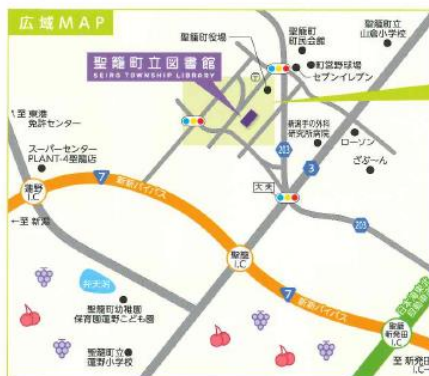 広域MAP
聖籠町役場
聖籠町
町民会館
聖籠町立
山倉小学校
町営野球場
セブンイレブン
聖籠町立図書館
SEIRO TOWNSHIP LIBRARY
至 東港
免許センター
スーパーセンター
PLANT-4聖籠店
研究所病院
ローソン
ざぶーん
203
3
7
新新バイパス
蓮野
I.C
大夫
←至 新潟
203
聖籠
I.C
弁天潟
聖籠町幼稚園
保育園蓮野こども園
7
新新バイパス
聖籠町立
蓮野小学校
聖籠
新発田
I.C
至 新発田
I.C